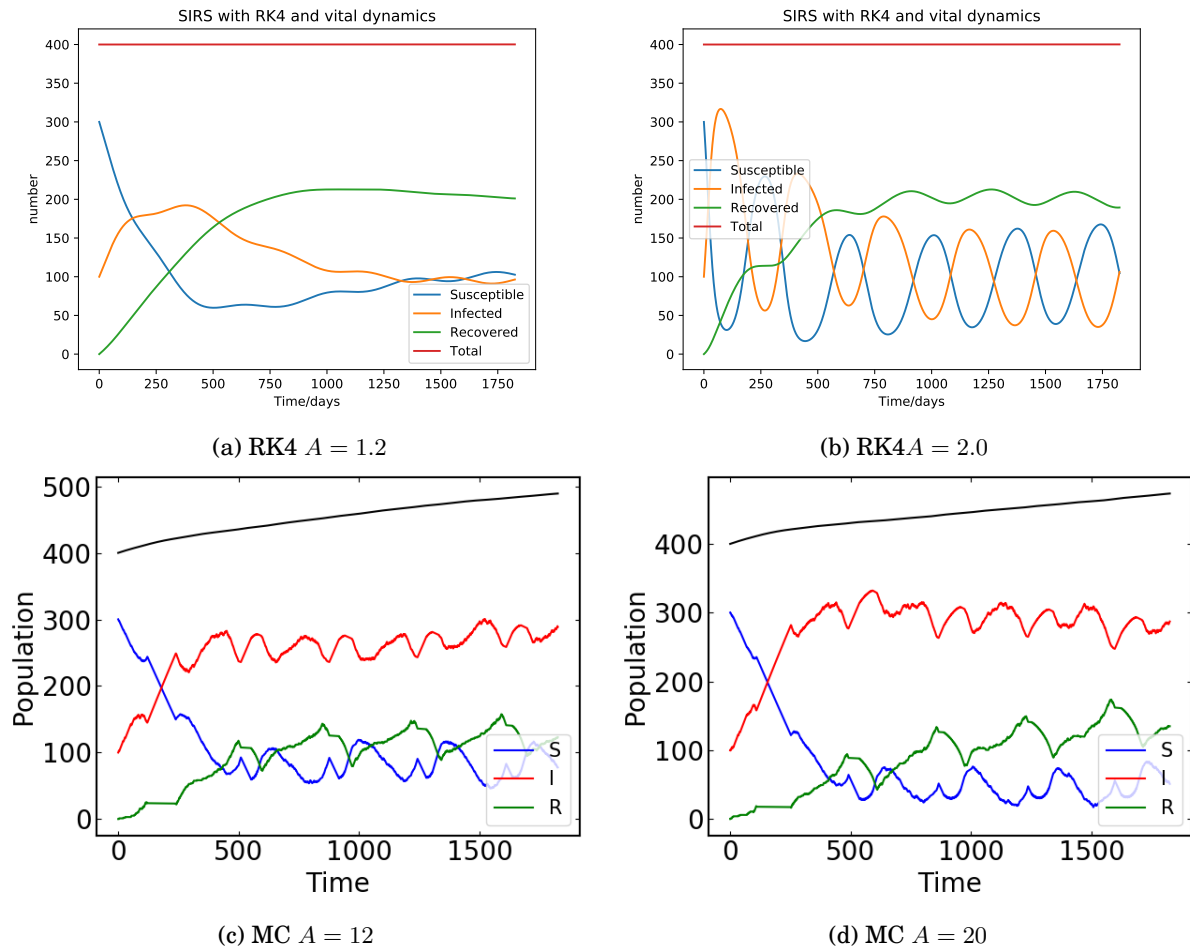 SIRS with RK4 and vital dynamics
number
400
350
300
250
200
150
100
50
0
Susceptible
Infected
Recovered
Total
0 250 500 750 1000 1250 1500 1750
Time/days
(a) RK4 A = 1.2
SIRS with RK4 and vital dynamics
number
400
350
300
250
200
150
100
50
0
Susceptible
Infected
Recovered
Total
0 250 500 750 1000 1250 1500 1750
Time/days
(b) RK4A = 2.0
Population
500
400
300
200
100
0
S
I
R
0 500 1000 1500
Time
(c) MC A = 12
Population
400
300
200
100
0
S
I
R
0 500 1000 1500
Time
(d) MC A = 20